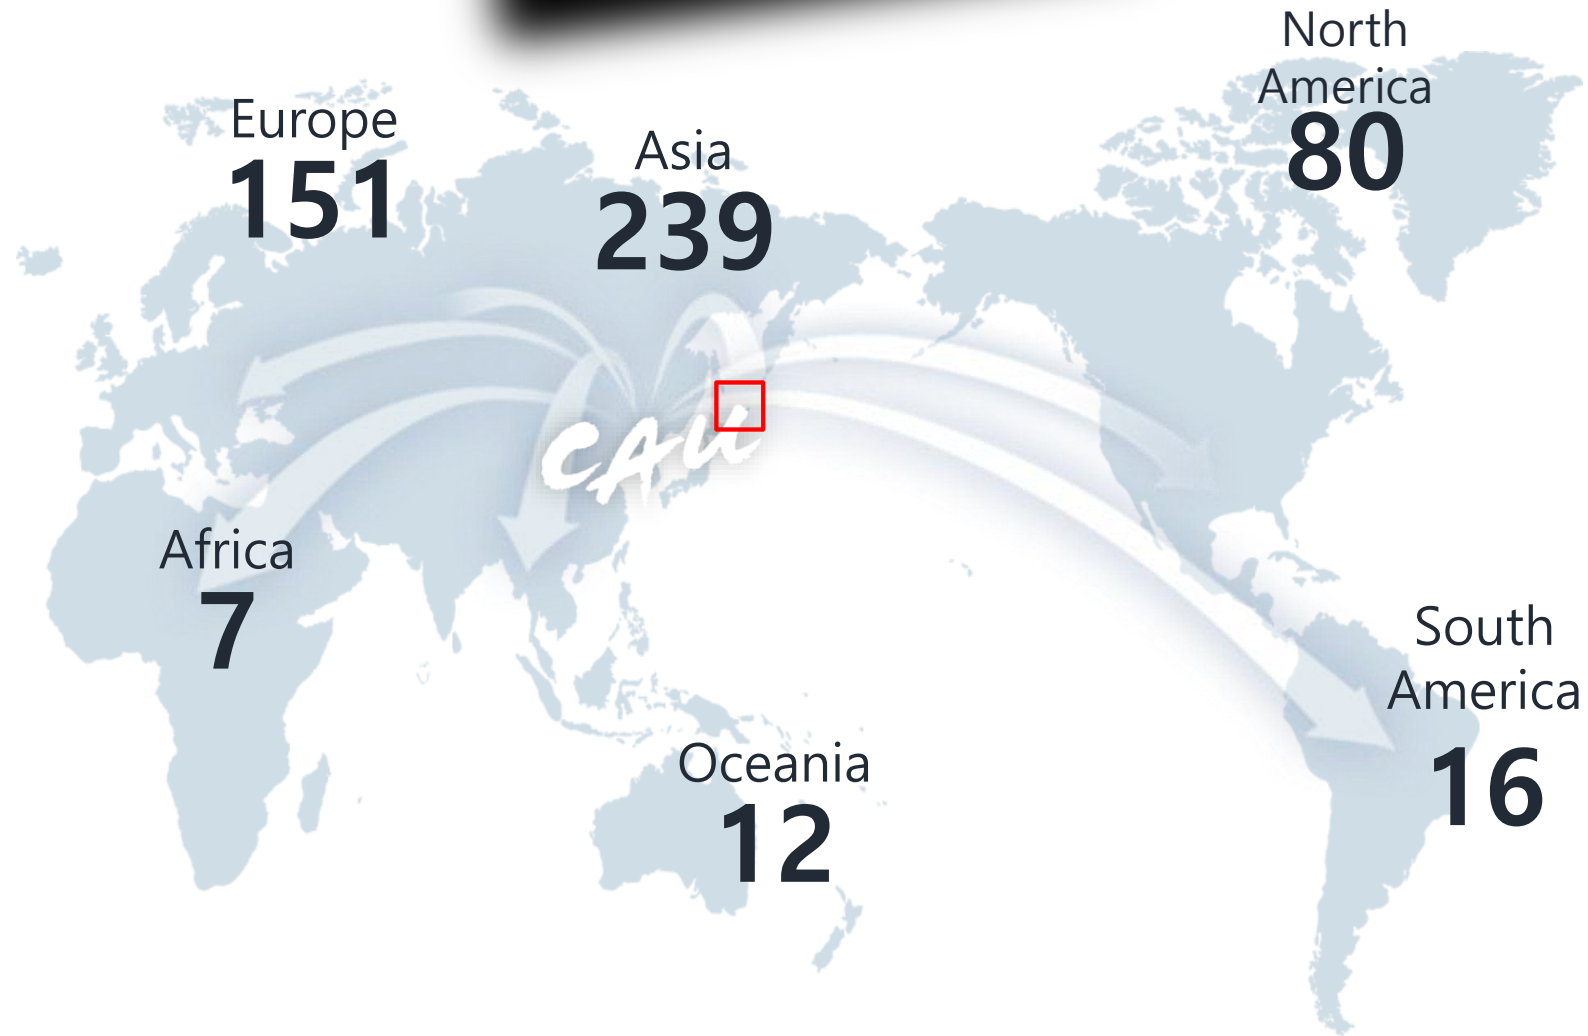 North
America
80
Europe
151
Asia
239
CAU
Africa
7
South
America
16
Oceania
12